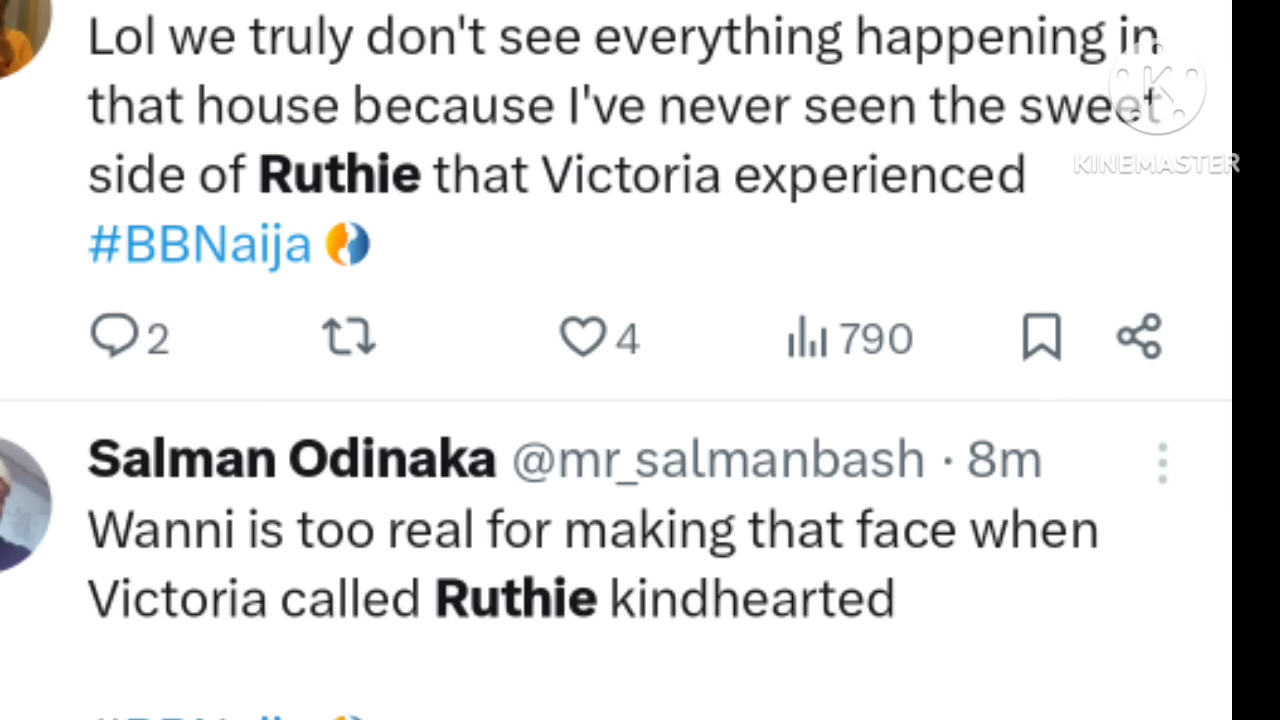 Lol we truly don't see everything happening in
that house because I've never seen the sweet
side of Ruthie that Victoria experienced
#BBNaija
KINEMASTER
2 4 790
Salman Odinaka @mr_salmanbash · 8m
Wanni is too real for making that face when
Victoria called Ruthie kindhearted